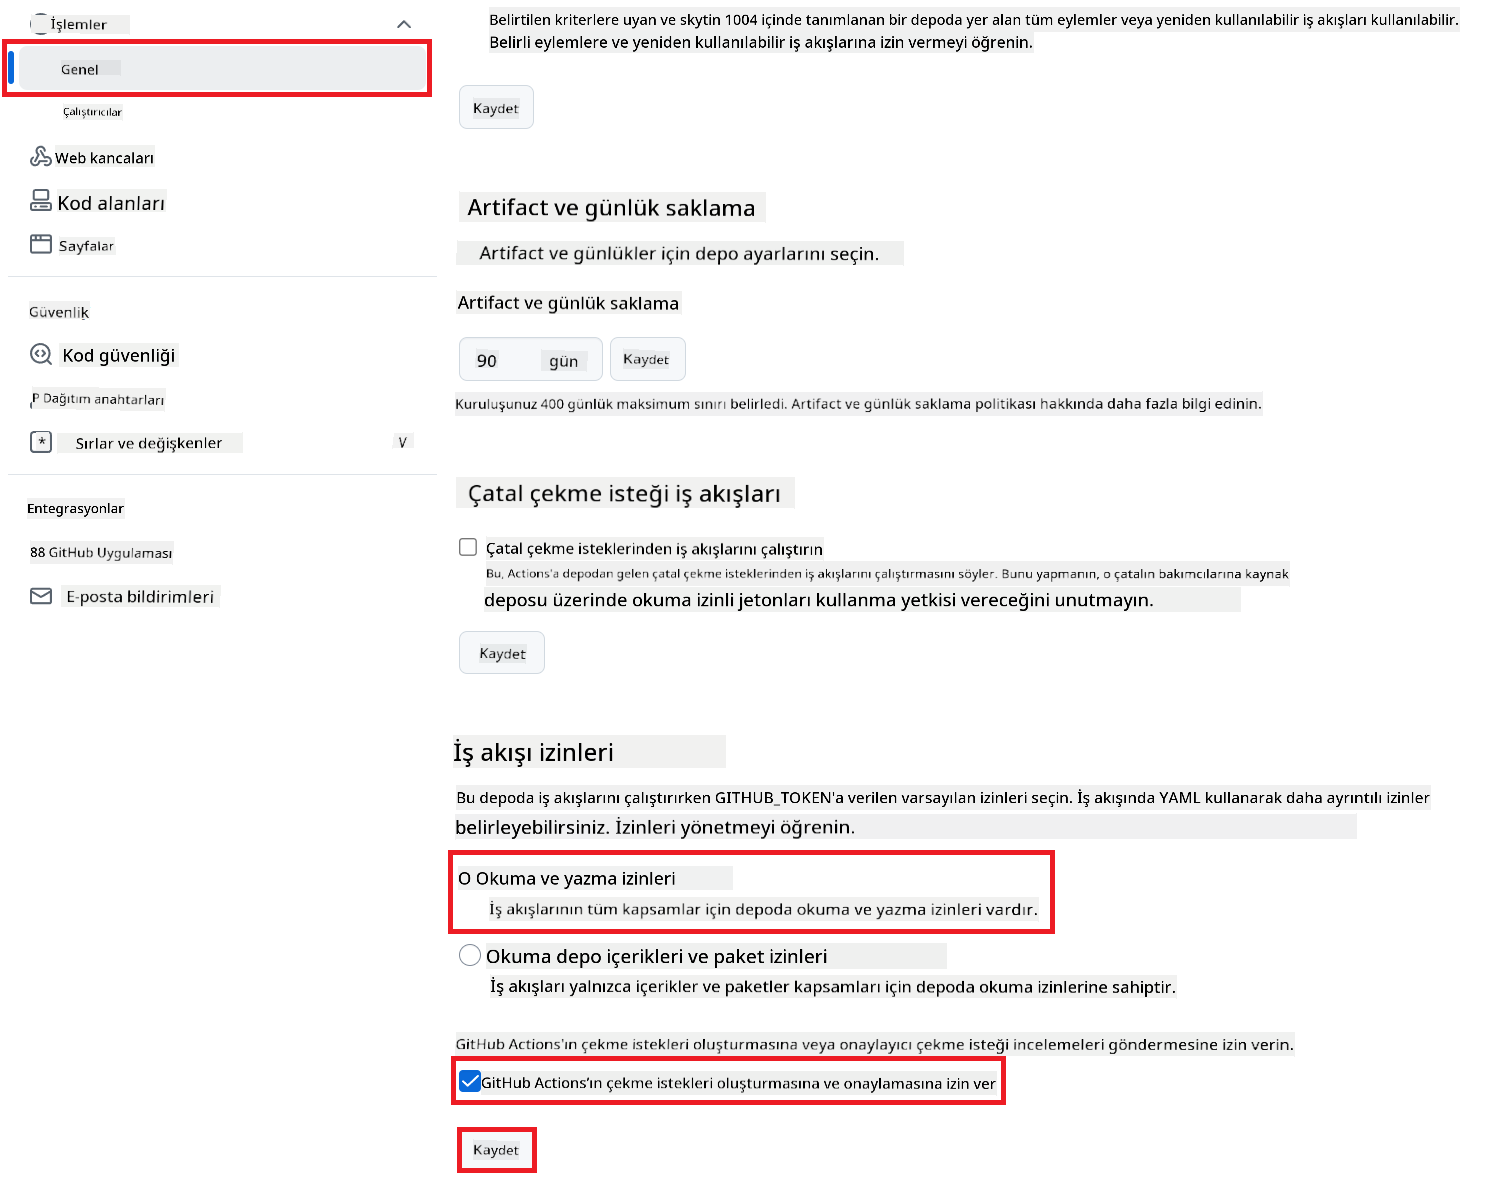 İşlemler
Genel
Çalıştırıcılar
Web kancaları
Kod alanları
Sayfalar
Güvenlik
Kod güvenliği
P Dağıtım anahtarları
Sırlar ve değişkenler V
Entegrasyonlar
88 GitHub Uygulaması
E-posta bildirimleri
Belirtilen kriterlere uyan ve skytin 1004 içinde tanımlanan bir depoda yer alan tüm eylemler veya yeniden kullanılabilir iş akışları kullanılabilir.
Belirli eylemlere ve yeniden kullanılabilir iş akışlarına izin vermeyi öğrenin.
Kaydet
Artifact ve günlük saklama
Artifact ve günlükler için depo ayarlarını seçin.
Artifact ve günlük saklama
90 gün Kaydet
Kuruluşunuz 400 günlük maksimum sınırı belirledi. Artifact ve günlük saklama politikası hakkında daha fazla bilgi edinin.
Çatal çekme isteği iş akışları
Çatal çekme isteklerinden iş akışlarını çalıştırın
Bu, Actions'a depodan gelen çatal çekme isteklerinden iş akışlarını çalıştırmasını söyler. Bunu yapmanın, o çatalın bakımcılarına kaynak
deposu üzerinde okuma izinli jetonları kullanma yetkisi vereceğini unutmayın.
Kaydet
İş akışı izinleri
Bu depoda iş akışlarını çalıştırırken GITHUB_TOKEN'a verilen varsayılan izinleri seçin. İş akışında YAML kullanarak daha ayrıntılı izinler
belirleyebilirsiniz. İzinleri yönetmeyi öğrenin.
O Okuma ve yazma izinleri
İş akışlarının tüm kapsamlar için depoda okuma ve yazma izinleri vardır.
Okuma depo içerikleri ve paket izinleri
İş akışları yalnızca içerikler ve paketler kapsamları için depoda okuma izinlerine sahiptir.
GitHub Actions'ın çekme istekleri oluşturmasına veya onaylayıcı çekme isteği incelemeleri göndermesine izin verin.
GitHub Actions'ın çekme istekleri oluşturmasına ve onaylamasına izin ver
Kaydet